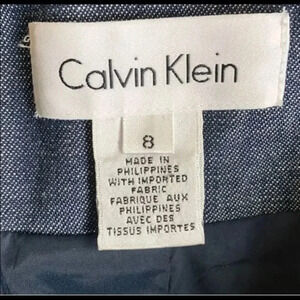 Calvin Klein
8
MADE IN
PHILIPPINES
WITH IMPORTED
FABRIC
FABRIQUE AUX
PHILIPPINES
AVEC DES
TISSUS IMPORTES